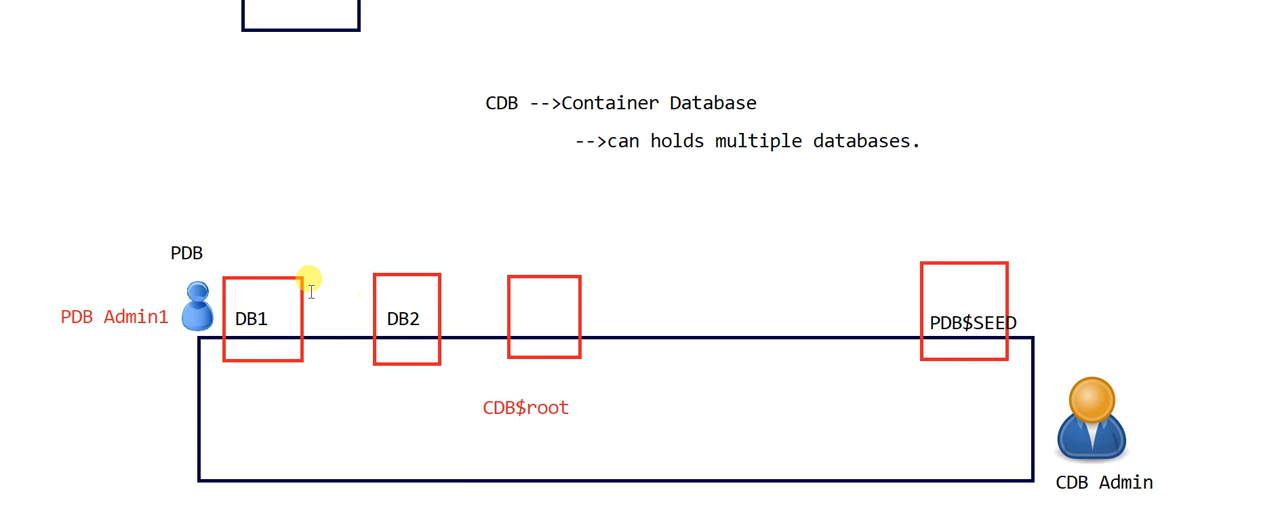 CDB -->Container Database
-->can holds multiple databases.
PDB
PDB Admin1
DB1
DB2
PDB$SEED
CDB$root
CDB Admin